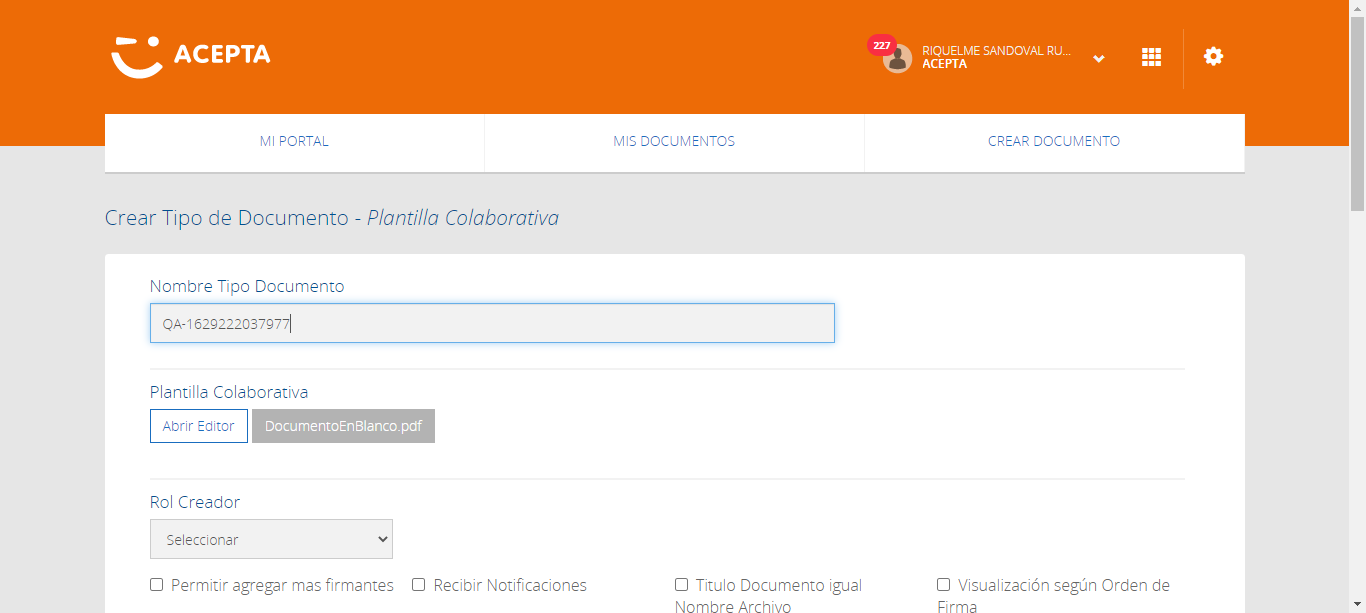 ACEPTA
227
RIQUELME SANDOVAL RU...
ACEPTA
MI PORTAL
MIS DOCUMENTOS
CREAR DOCUMENTO
Crear Tipo de Documento - Plantilla Colaborativa
Nombre Tipo Documento
QA-1629222037977
Plantilla Colaborativa
Abrir Editor
DocumentoEnBlanco.pdf
Rol Creador
Seleccionar
Permitir agregar mas firmantes
Recibir Notificaciones
Titulo Documento igual
Nombre Archivo
Visualización según Orden de
Firma